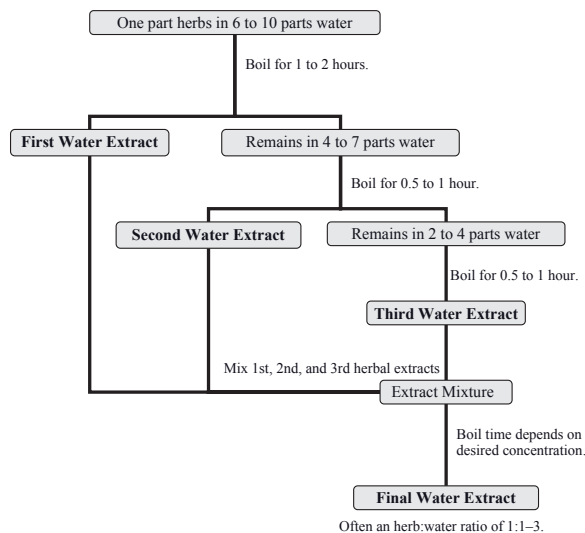 One part herbs in 6 to 10 parts water
Boil for 1 to 2 hours.
First Water Extract
Remains in 4 to 7 parts water
Boil for 0.5 to 1 hour.
Second Water Extract
Remains in 2 to 4 parts water
Boil for 0.5 to 1 hour.
Third Water Extract
Mix 1st, 2nd, and 3rd herbal extracts
Extract Mixture
Boil time depends on
desired concentration.
Final Water Extract
Often an herb:water ratio of 1:1–3.